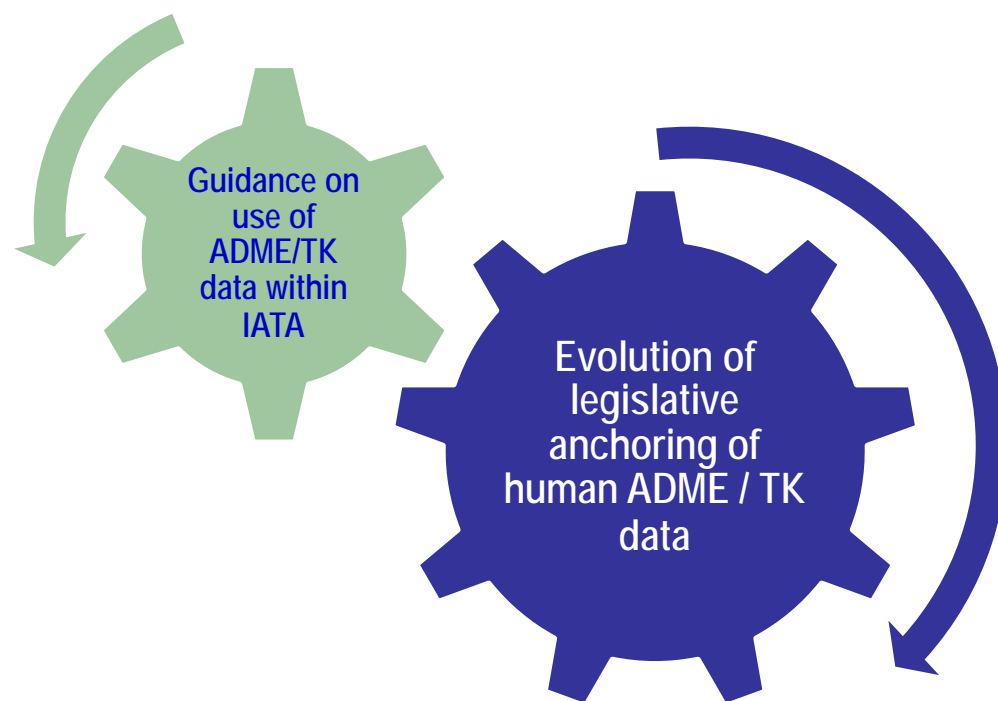 Guidance on
use of
ADME/TK
data within
IATA
Evolution of
legislative
anchoring of
human ADME / TK
data